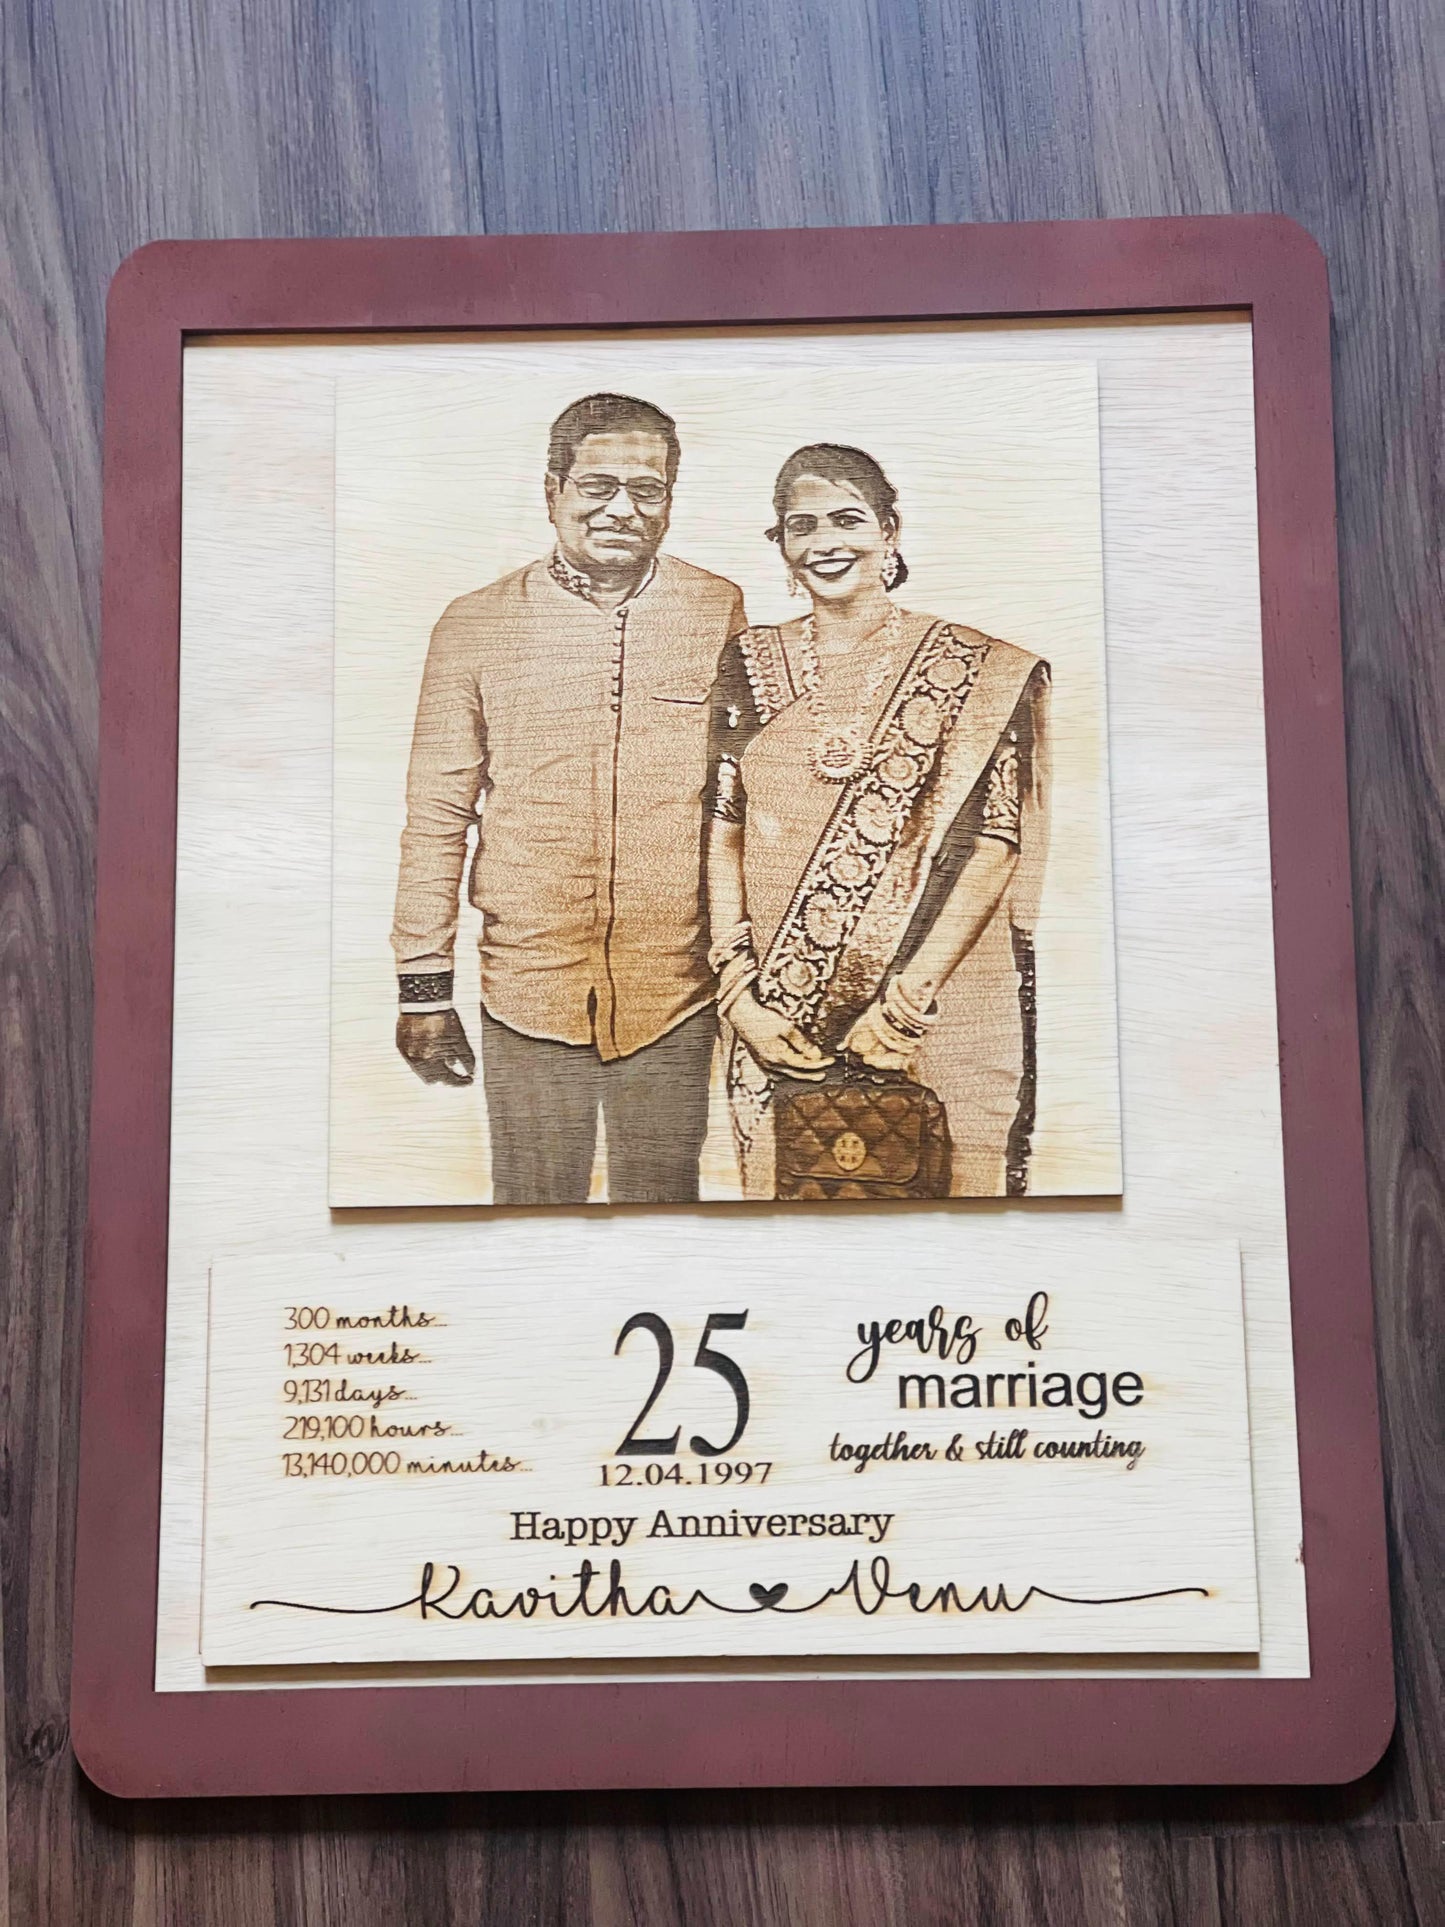 300 months...
1,304 weeks...
9,131 days...
219,100 hours...
13,140,000 minutes...
25
12.04.1997
years of
marriage
together & still counting
Happy Anniversary
Kavitha Venu